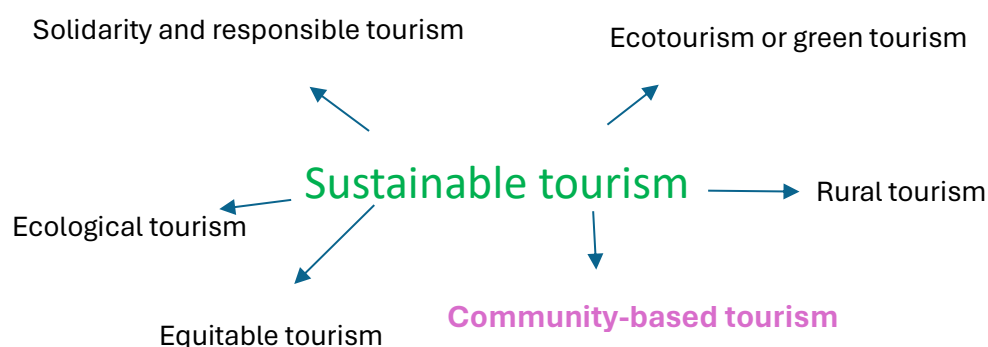 Solidarity and responsible tourism
Ecotourism or green tourism
Sustainable tourism
Rural tourism
Ecological tourism
Community-based tourism
Equitable tourism